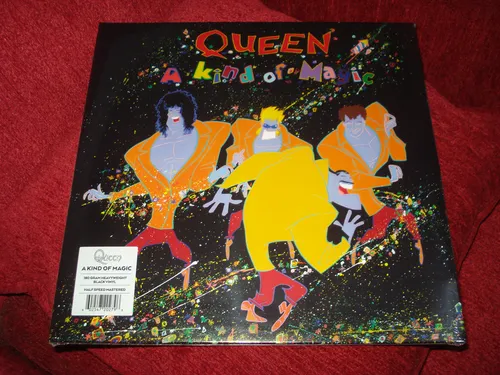 QUEEN
A kind of Magic
Queen
A KIND OF MAGIC
180 GRAM HEAVYWEIGHT
BLACK VINYL
HALF SPEED MASTERED